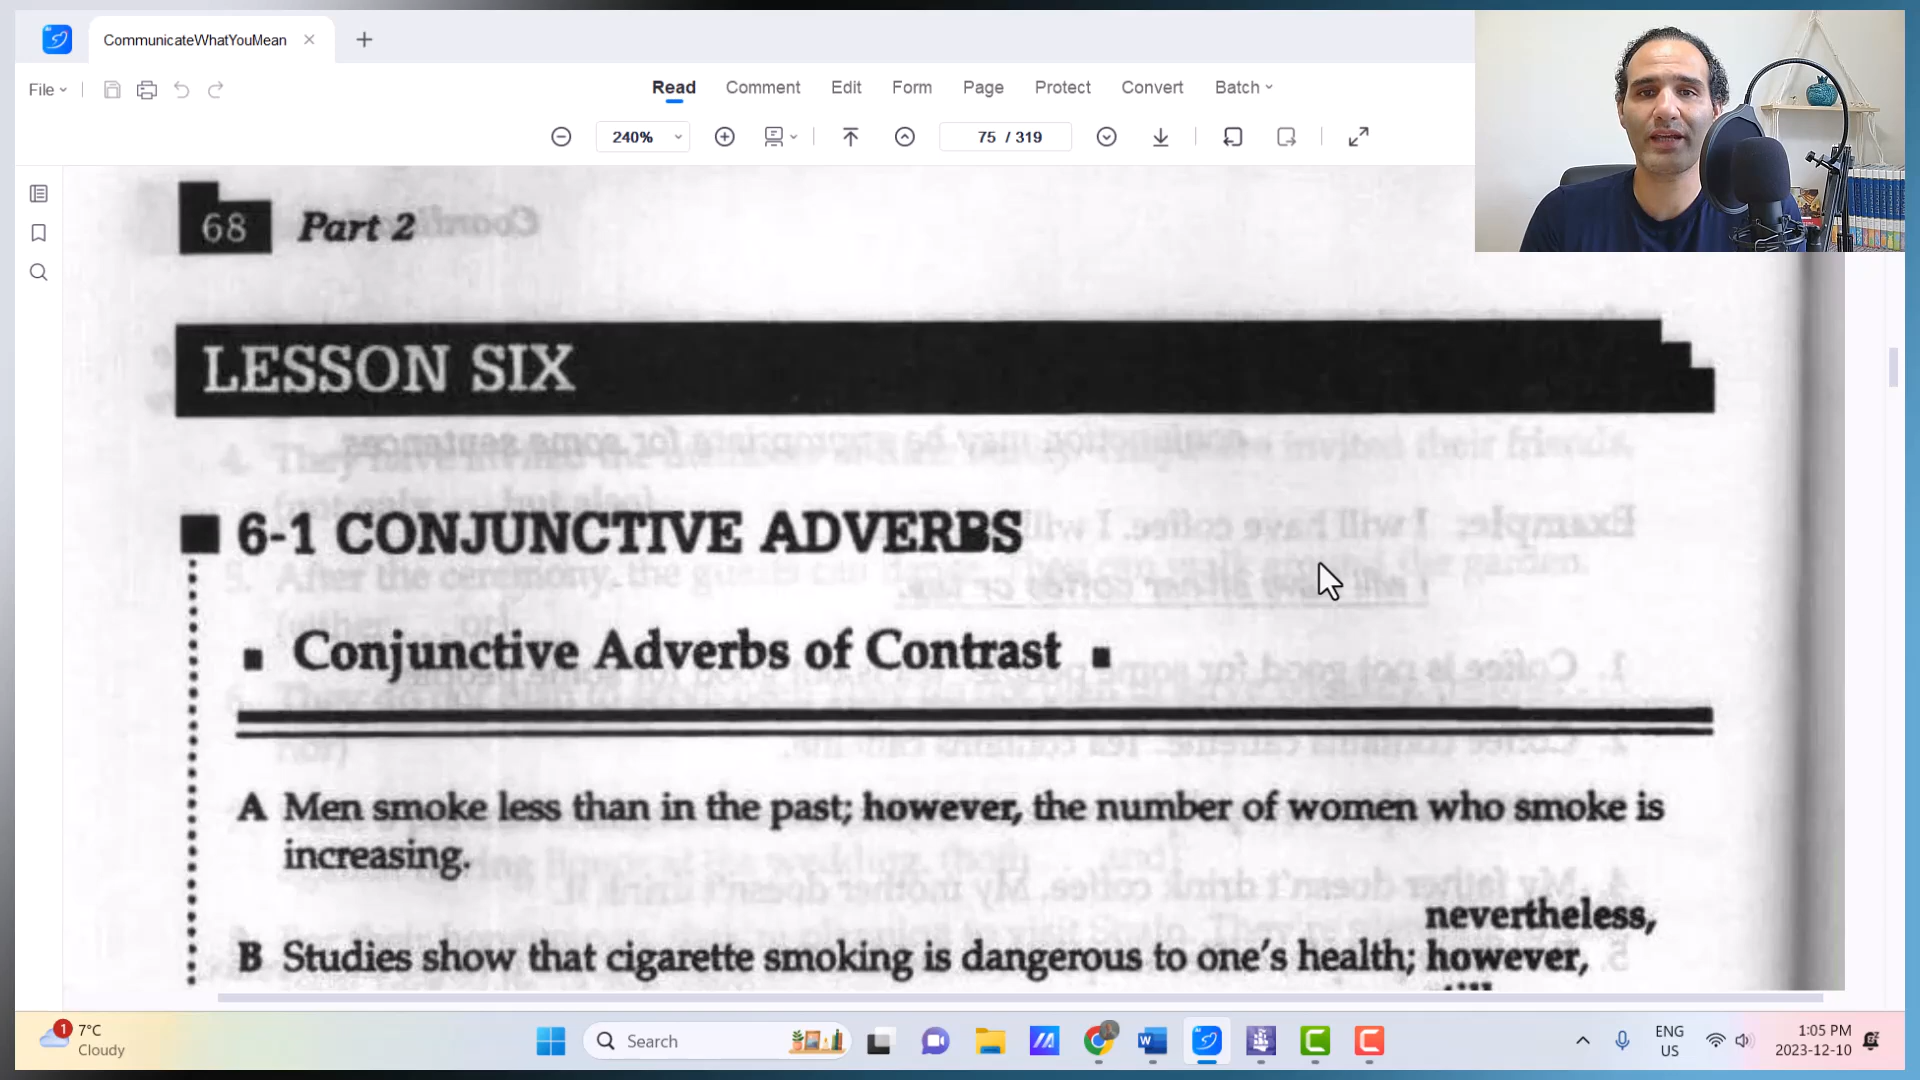 CommunicateWhatYouMean
File
Read Comment Edit Form Page Protect Convert Batch
240%
75 / 319
68 Part 2
LESSON SIX
6-1 CONJUNCTIVE ADVERBS
Conjunctive Adverbs of Contrast
A Men smoke less than in the past; however, the number of women who smoke is
increasing.
nevertheless,
B Studies show that cigarette smoking is dangerous to one's health; however,
1
7°C
Cloudy
Search
ENG
US
1:05 PM
2023-12-10